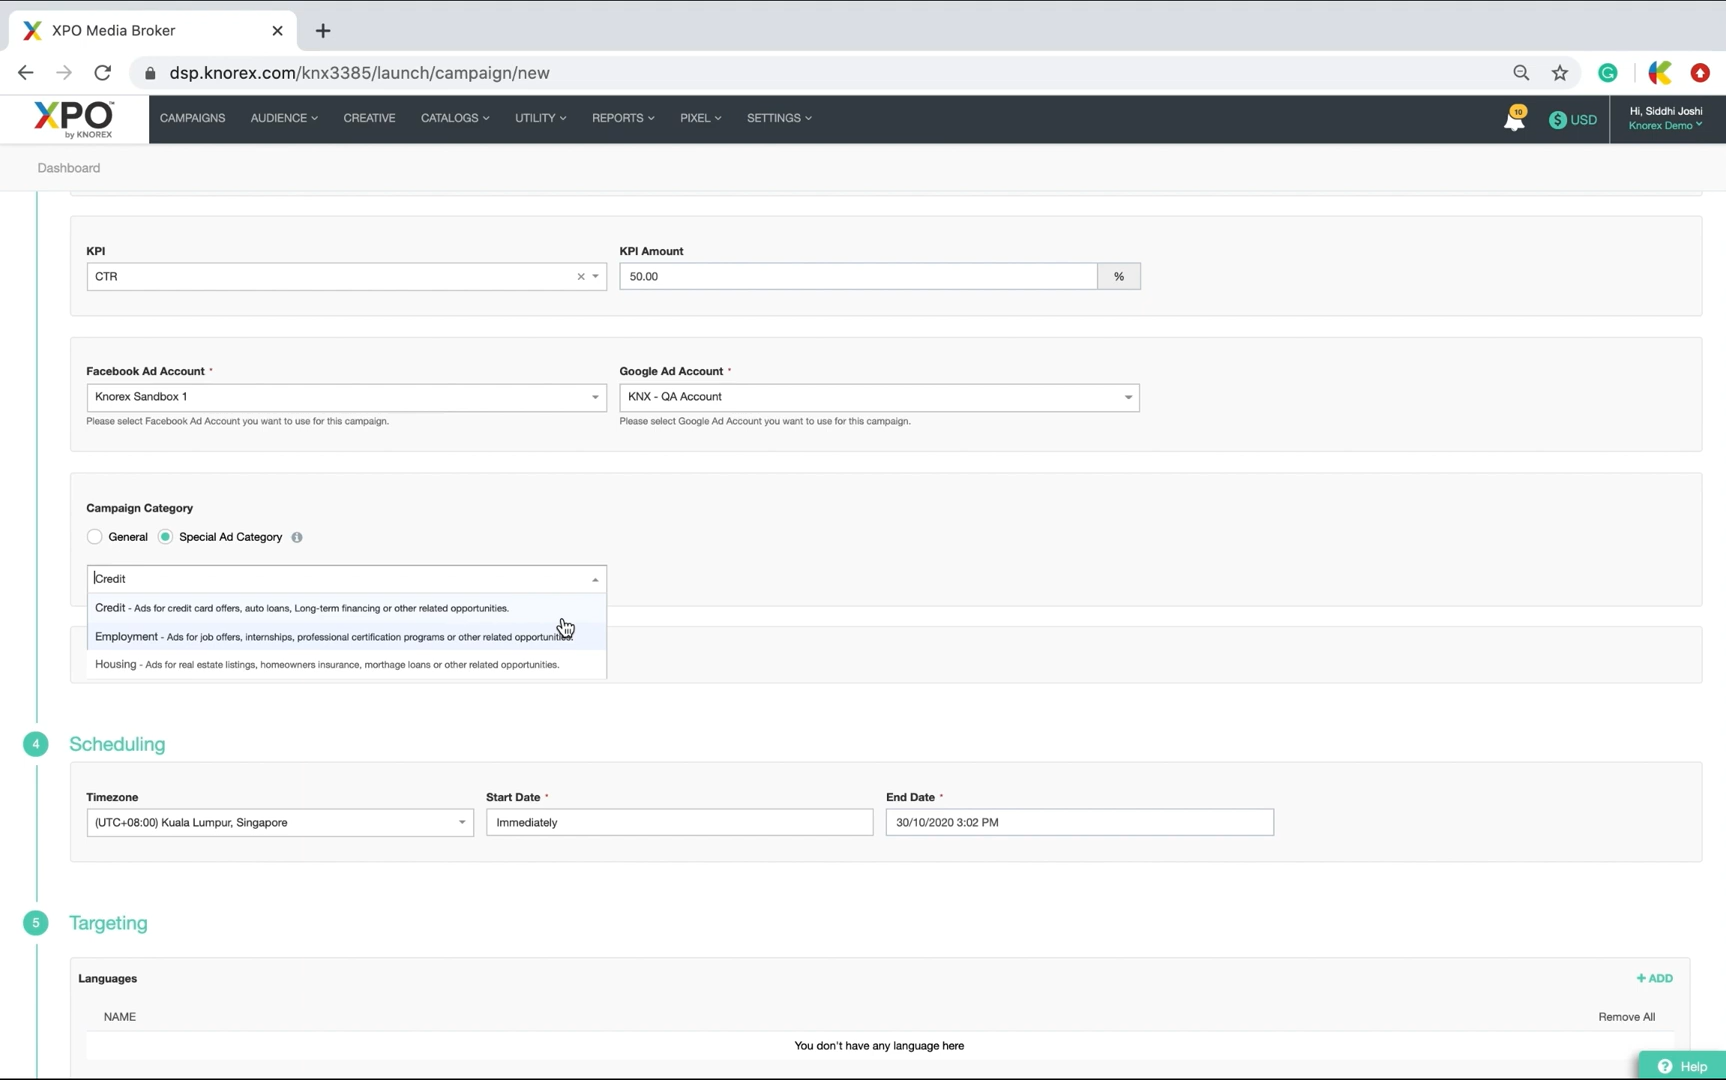 XPO Media Broker
dsp.knorex.com/knx3385/launch/campaign/new
XPO™
by KNOREX
CAMPAIGNS
AUDIENCE
CREATIVE
CATALOGS
UTILITY
REPORTS
PIXEL
SETTINGS
10
$ USD
Hi, Siddhi Joshi
Knorex Demo
Dashboard
KPI
KPI Amount
CTR
50.00
%
Facebook Ad Account *
Google Ad Account *
Knorex Sandbox 1
KNX - QA Account
Please select Facebook Ad Account you want to use for this campaign.
Please select Google Ad Account you want to use for this campaign.
Campaign Category
General
Special Ad Category
Credit
Credit - Ads for credit card offers, auto loans, Long-term financing or other related opportunities.
Employment - Ads for job offers, internships, professional certification programs or other related opportunities.
Housing - Ads for real estate listings, homeowners insurance, morthage loans or other related opportunities.
4
Scheduling
Timezone
Start Date *
End Date *
(UTC+08:00) Kuala Lumpur, Singapore
Immediately
30/10/2020 3:02 PM
5
Targeting
Languages
+ ADD
NAME
Remove All
You don't have any language here
? Help